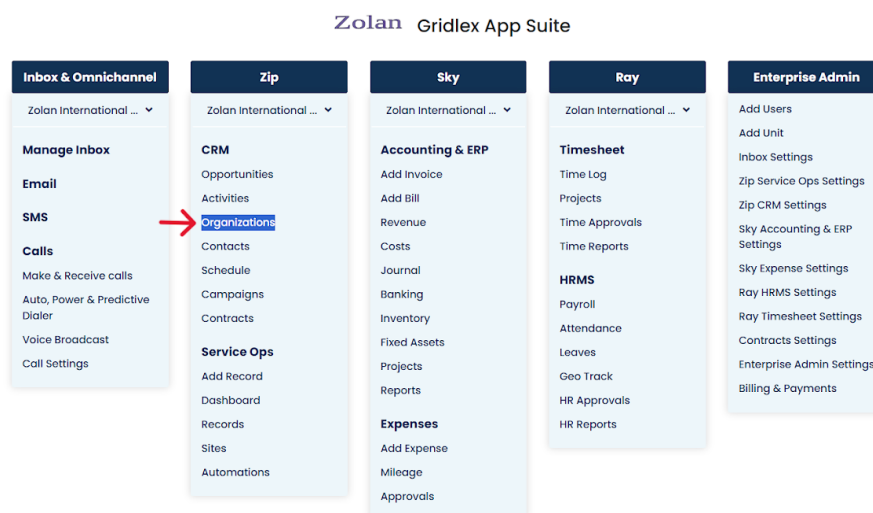 Zolan Gridlex App Suite
Inbox & Omnichannel
Zolan International ...
Manage Inbox
Email
SMS
Calls
Make & Receive calls
Auto, Power & Predictive
Dialer
Voice Broadcast
Call Settings
Zip
Zolan International ...
CRM
Opportunities
Activities
Organizations
Contacts
Schedule
Campaigns
Contracts
Service Ops
Add Record
Dashboard
Records
Sites
Automations
Sky
Zolan International ...
Accounting & ERP
Add Invoice
Add Bill
Revenue
Costs
Journal
Banking
Inventory
Fixed Assets
Projects
Reports
Expenses
Add Expense
Mileage
Approvals
Ray
Zolan International ...
Timesheet
Time Log
Projects
Time Approvals
Time Reports
HRMS
Payroll
Attendance
Leaves
Geo Track
HR Approvals
HR Reports
Enterprise Admin
Add Users
Add Unit
Inbox Settings
Zip Service Ops Settings
Zip CRM Settings
Sky Accounting & ERP
Settings
Sky Expense Settings
Ray HRMS Settings
Ray Timesheet Settings
Contracts Settings
Enterprise Admin Settings
Billing & Payments